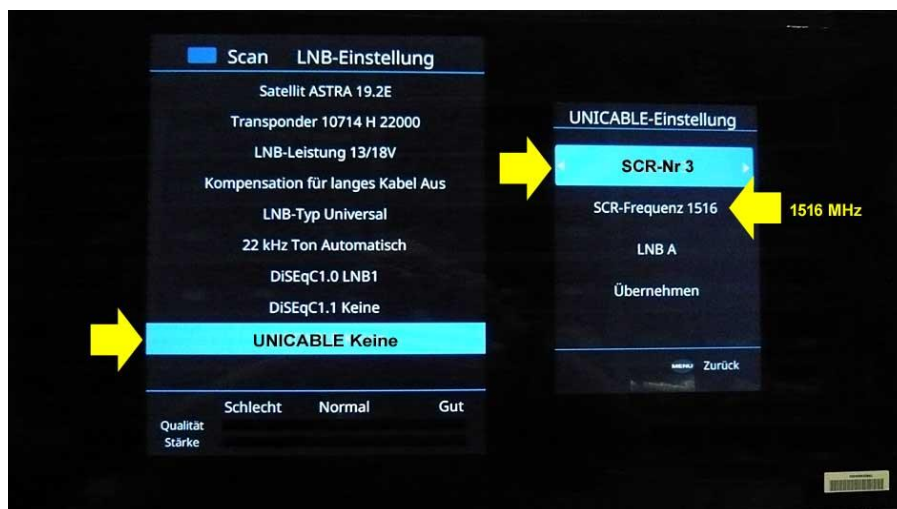 Scan LNB-Einstellung
Satellit ASTRA 19.2E
Transponder 10714 H 22000
LNB-Leistung 13/18V
Kompensation für langes Kabel Aus
LNB-Typ Universal
22 kHz Ton Automatisch
DiSEqC1.0 LNB1
DiSEqC1.1 Keine
UNICABLE Keine
Schlecht Normal Gut
Qualität
Stärke
UNICABLE-Einstellung
SCR-Nr 3
SCR-Frequenz 1516
1516 MHz
LNB A
Übernehmen
MENU Zurück